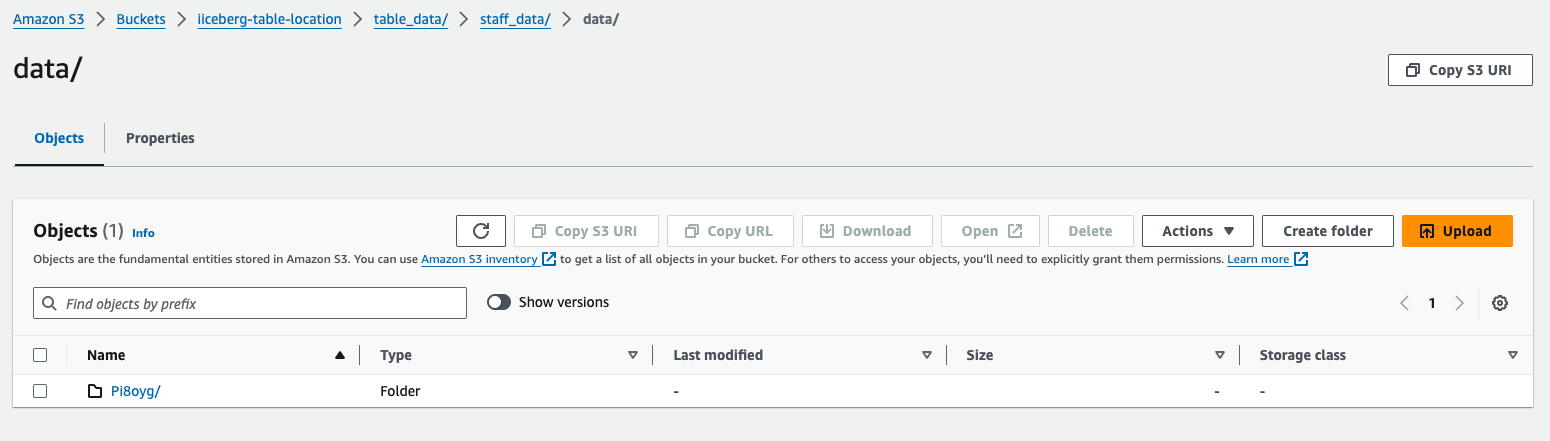 Amazon S3 > Buckets > iiceberg-table-location > table_data/ > staff_data/ > data/
data/
Copy S3 URI
Objects Properties
Objects (1) Info
Copy S3 URI Copy URL Download Open Delete Actions Create folder Upload
Objects are the fundamental entities stored in Amazon S3. You can use Amazon S3 inventory to get a list of all objects in your bucket. For others to access your objects, you'll need to explicitly grant them permissions. Learn more
Find objects by prefix Show versions 1
Name Type Last modified Size Storage class
Pi8oyg/ Folder - - -